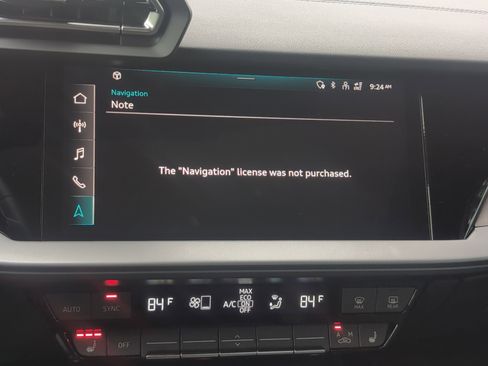 9:24 AM
Navigation
Note
The "Navigation" license was not purchased.
AUTO
SYNC
84 F
A/C
MAX
ECO
ON
OFF
84 F
MAX
REAR
A M